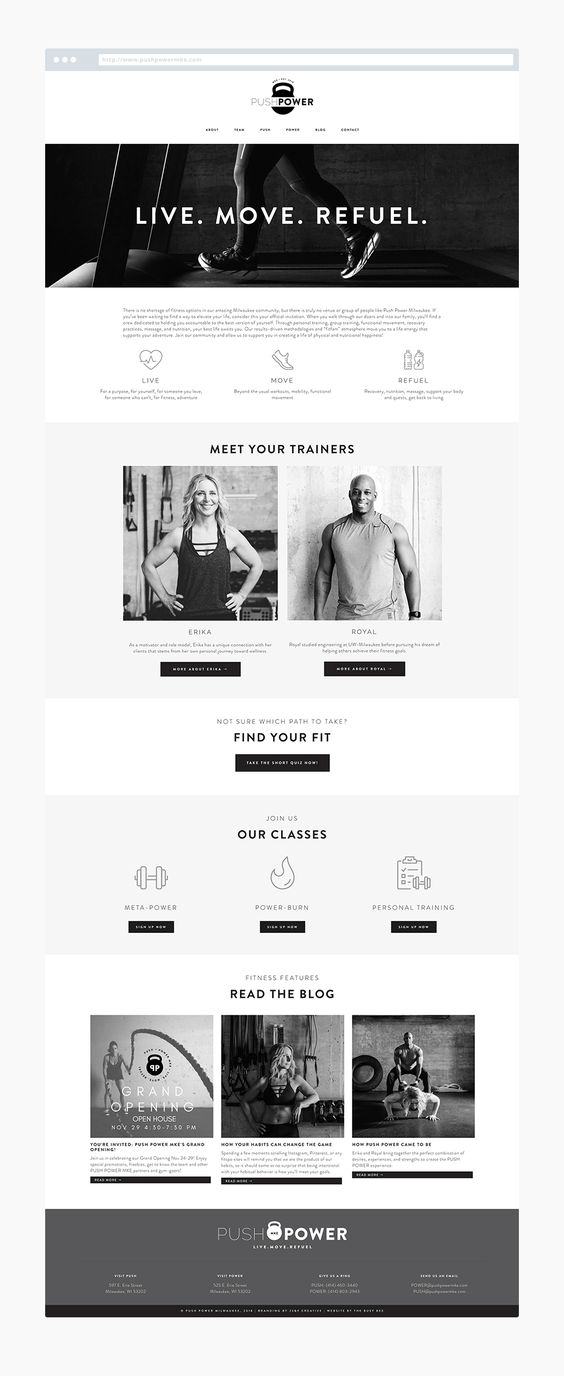 http://www.pushpowermke.com
PUSHPOWER
ABOUT TEAM PUSH POWER BLOG CONTACT
LIVE. MOVE. REFUEL.
There is no shortage of fitness options in our amazing Milwaukee community, but there is truly no venue or group of people like Push Power Milwaukee. If
you've been waiting to find a way to elevate your life, consider this your official invitation. When you walk through our doors and into our family, you'll find a
crew dedicated to holding you accountable to the best version of yourself. Through personal training, group training, functional movement, recovery
practices, massage, and nutrition, your best life awaits you. Our results-driven methodologies and "fitfam" atmosphere move you to a life energy that
supports your adventure. Join our community and allow us to support you in creating a life of physical and nutritional happiness!
LIVE
For a purpose, for yourself, for someone you love,
for someone who can't, for fitness, adventure
MOVE
Beyond the usual workouts, mobility, functional
movement
REFUEL
Recovery, nutrition, massage, support your body
and quests, get back to living
MEET YOUR TRAINERS
ERIKA
As a motivator and role model, Erika has a unique connection with her
clients that stems from her own personal journey toward wellness
MORE ABOUT ERIKA →
ROYAL
Royal studied engineering at UW-Milwaukee before pursuing his dream of
helping others achieve their fitness goals.
MORE ABOUT ROYAL →
NOT SURE WHICH PATH TO TAKE?
FIND YOUR FIT
TAKE THE SHORT QUIZ NOW!
JOIN US
OUR CLASSES
META-POWER
SIGN UP NOW
POWER-BURN
SIGN UP NOW
PERSONAL TRAINING
SIGN UP NOW
FITNESS FEATURES
READ THE BLOG
PP
GRAND
OPENING
OPEN HOUSE
NOV 29 4:30-7:30 PM
YOU'RE INVITED: PUSH POWER MKE'S GRAND
OPENING!
Join us in celebrating our Grand Opening Nov 24-29! Enjoy
special promotions, freebies, get to know the team and other
PUSH POWER MKE partners and gym-goers!
READ MORE →
HOW YOUR HABITS CAN CHANGE THE GAME
Spending a few moments scrolling Instagram, Pinterest, or any
fitspo sites will remind you that we are the product of our
habits, so it should come as no surprise that being intentional
with your habitual behavior is how you'll meet your goals.
READ MORE →
HOW PUSH POWER CAME TO BE
Erika and Royal bring together the perfect combination of
desires, experiences, and strengths to create the PUSH
POWER experience.
READ MORE →
PUSH MKE POWER
LIVE.MOVE.REFUEL
VISIT PUSH
597 E. Erie Street
Milwaukee, WI 53202
VISIT POWER
525 E. Erie Street
Milwaukee, WI 53202
GIVE US A RING
PUSH: (414) 460-3440
POWER: (414) 803-2943
SEND US AN EMAIL
POWER@pushpowermke.com
PUSH@pushpowermke.com
© PUSH POWER MILWAUKEE, 2018 | BRANDING BY CREATIVE | WEBSITE BY THE BUSY BEE